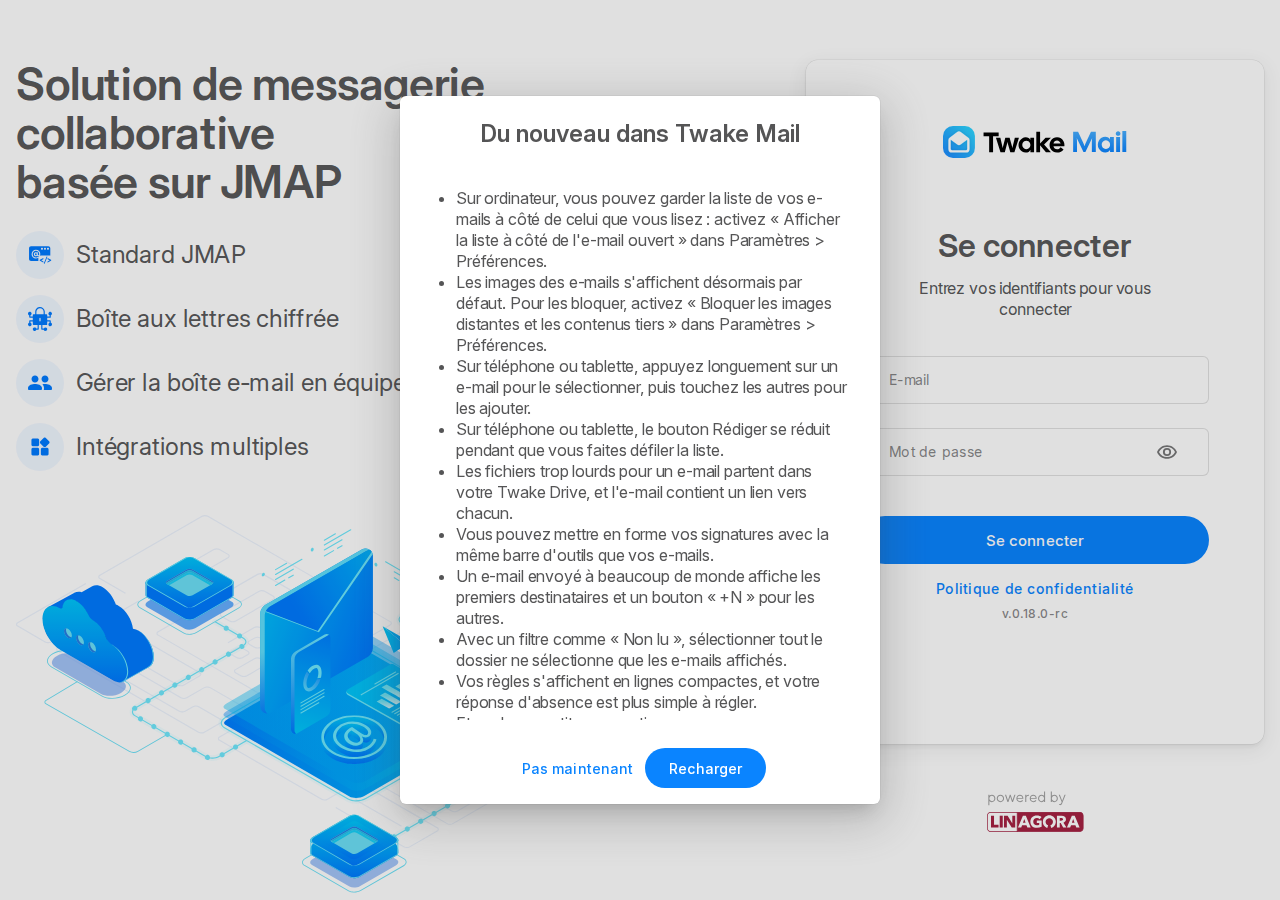 Solution de messagerie
collaborative
basée sur JMAP
Standard JMAP
Boîte aux lettres chiffrée
Gérer la boîte e-mail en équipe
Intégrations multiples
Du nouveau dans Twake Mail
• Sur ordinateur, vous pouvez garder la liste de vos e-
mails à côté de celui que vous lisez : activez « Afficher
la liste à côté de l'e-mail ouvert » dans Paramètres >
Préférences.
• Les images des e-mails s'affichent désormais par
défaut. Pour les bloquer, activez « Bloquer les images
distantes et les contenus tiers » dans Paramètres >
Préférences.
• Sur téléphone ou tablette, appuyez longuement sur un
e-mail pour le sélectionner, puis touchez les autres pour
les ajouter.
• Sur téléphone ou tablette, le bouton Rédiger se réduit
pendant que vous faites défiler la liste.
• Les fichiers trop lourds pour un e-mail partent dans
votre Twake Drive, et l'e-mail contient un lien vers
chacun.
• Vous pouvez mettre en forme vos signatures avec la
même barre d'outils que vos e-mails.
• Un e-mail envoyé à beaucoup de monde affiche les
premiers destinataires et un bouton « +N » pour les
autres.
• Avec un filtre comme « Non lu », sélectionner tout le
dossier ne sélectionne que les e-mails affichés.
• Vos règles s'affichent en lignes compactes, et votre
réponse d'absence est plus simple à régler.
Pas maintenant
Recharger
Twake Mail
Se connecter
Entrez vos identifiants pour vous
connecter
E-mail
Mot de passe
Se connecter
Politique de confidentialité
v.0.18.0-rc
powered by
LINAGORA